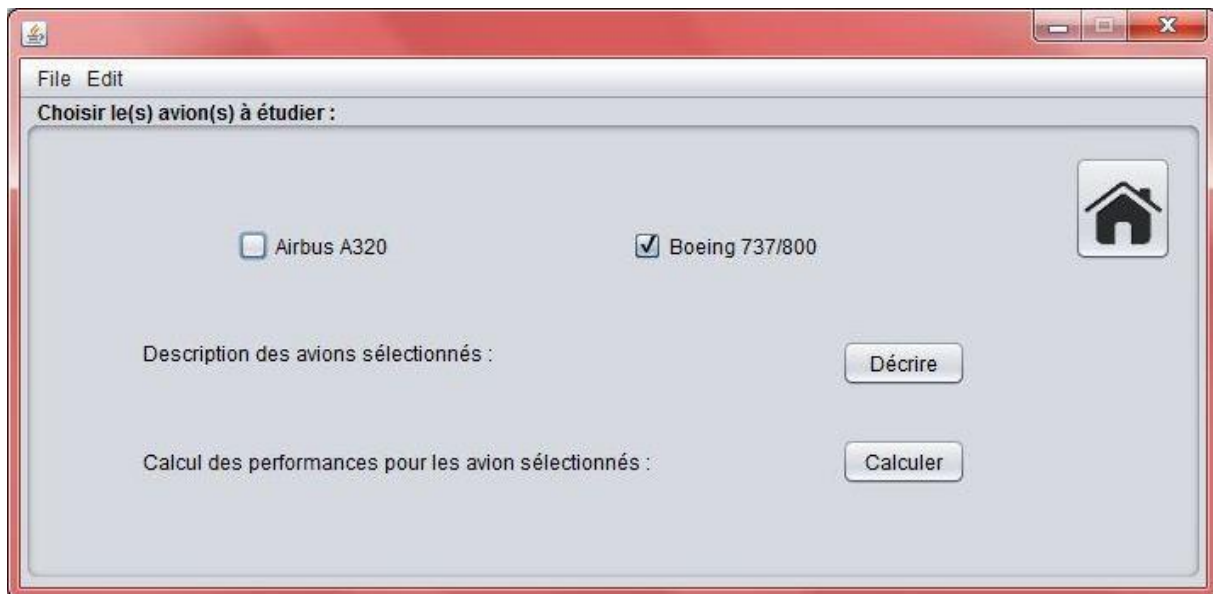 File Edit
Choisir le(s) avion(s) à étudier :
Airbus A320
Boeing 737/800
Description des avions sélectionnés :
Décrire
Calcul des performances pour les avion sélectionnés :
Calculer